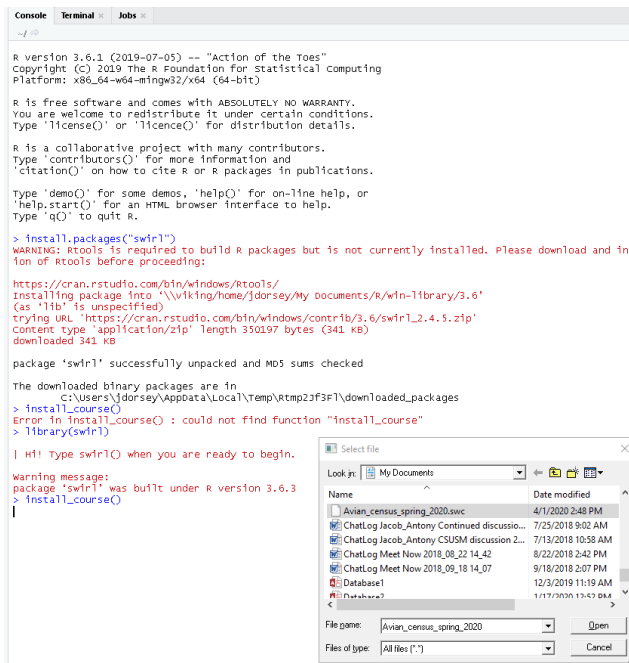 Console Terminal × Jobs ×
~/
R version 3.6.1 (2019-07-05) -- "Action of the Toes"
Copyright (C) 2019 The R Foundation for Statistical Computing
Platform: x86_64-w64-mingw32/x64 (64-bit)
R is free software and comes with ABSOLUTELY NO WARRANTY.
You are welcome to redistribute it under certain conditions.
Type 'license()' or 'licence()' for distribution details.
R is a collaborative project with many contributors.
Type 'contributors()' for more information and
'citation()' on how to cite R or R packages in publications.
Type 'demo()' for some demos, 'help()' for on-line help, or
'help.start()' for an HTML browser interface to help.
Type 'q()' to quit R.
> install.packages("swirl")
WARNING: Rtools is required to build R packages but is not currently installed. Please download and in
ion of Rtools before proceeding:
https://cran.rstudio.com/bin/windows/Rtools/
Installing package into ‘\\viking/home/jdorsey/My Documents/R/win-library/3.6’
(as ‘lib’ is unspecified)
trying URL 'https://cran.rstudio.com/bin/windows/contrib/3.6/swirl_2.4.5.zip'
Content type 'application/zip' length 350197 bytes (341 KB)
downloaded 341 KB
package ‘swirl’ successfully unpacked and MD5 sums checked
The downloaded binary packages are in
C:\Users\jdorsey\AppData\Local\Temp\Rtmp2Jf3Fl\downloaded_packages
> install_course()
Error in install_course() : could not find function "install_course"
> library(swirl)
| Hi! Type swirl() when you are ready to begin.
Warning message:
package ‘swirl’ was built under R version 3.6.3
> install_course()
Select file
Look in: My Documents
Name Date modified
Avian_census_spring_2020.swc 4/1/2020 2:48 PM
ChatLog Jacob_Antony Continued discussio... 7/25/2018 9:02 AM
ChatLog Jacob_Antony CSUSM discussion 2... 7/13/2018 10:58 AM
ChatLog Meet Now 2018_08_22 14_42 8/22/2018 2:42 PM
ChatLog Meet Now 2018_09_18 14_07 9/18/2018 2:07 PM
Database1 12/3/2019 11:19 AM
Database2 1/17/2020 12:52 PM
File name: Avian_census_spring_2020 Open
Files of type: All files (*.*) Cancel